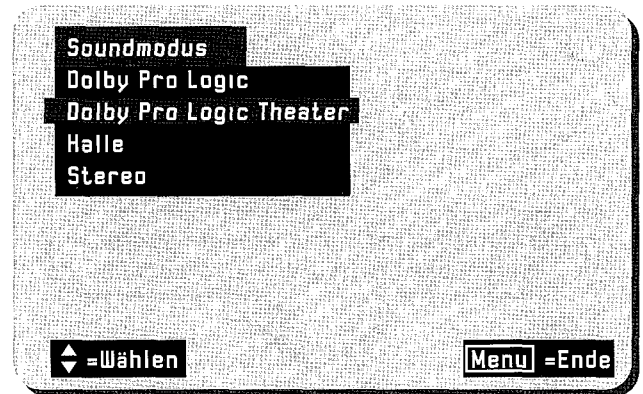 Soundmodus
Dolby Pro Logic
Dolby Pro Logic Theater
Halle
Stereo
=Wählen
Menu =Ende